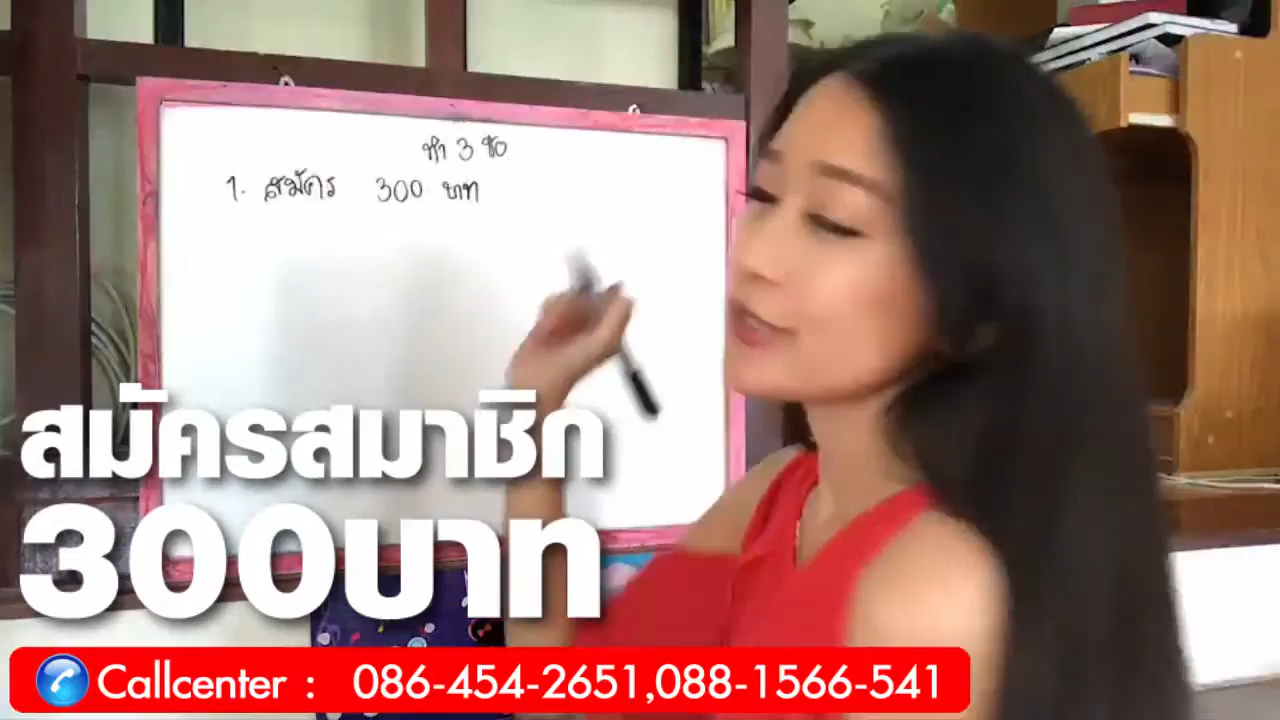 ทำ 3 ข้อ
1. สมัคร 300 บาท
สมัครสมาชิก
300บาท
Callcenter : 086-454-2651,088-1566-541